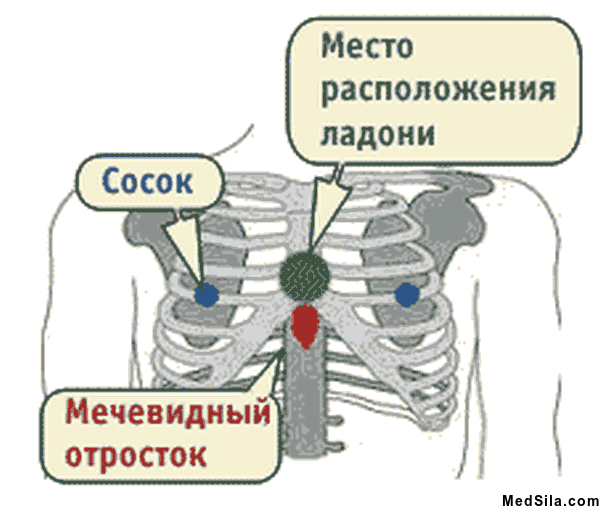 Место
расположения
ладони
Сосок
Мечевидный
отросток
MedSila.com